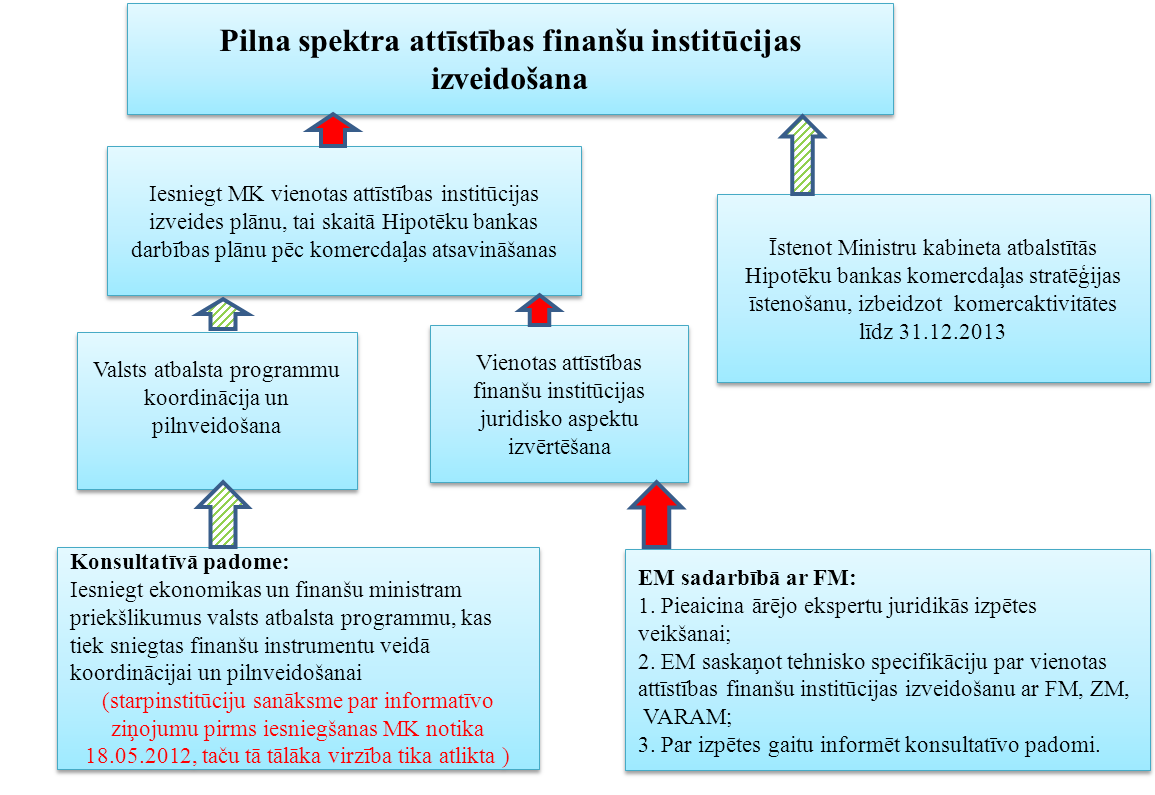 Pilna spektra attīstības finanšu institūcijas
izveidošana
Iesniegt MK vienotas attīstības institūcijas
izveides plānu, tai skaitā Hipotēku bankas
darbības plānu pēc komercdaļas atsavināšanas
Īstenot Ministru kabineta atbalstītās
Hipotēku bankas komercdaļas stratēģijas
īstenošanu, izbeidzot komercaktivitātes
līdz 31.12.2013
Valsts atbalsta programmu
koordinācija un
pilnveidošana
Vienotas attīstības
finanšu institūcijas
juridisko aspektu
izvērtēšana
Konsultatīvā padome:
Iesniegt ekonomikas un finanšu ministram
priekšlikumus valsts atbalsta programmu, kas
tiek sniegtas finanšu instrumentu veidā
koordinācijai un pilnveidošanai
(starpinstitūciju sanāksme par informatīvo
ziņojumu pirms iesniegšanas MK notika
18.05.2012, taču tā tālāka virzība tika atlikta )
EM sadarbībā ar FM:
1. Pieaicina ārējo ekspertu juridikās izpētes
veikšanai;
2. EM saskaņot tehnisko specifikāciju par vienotas
attīstības finanšu institūcijas izveidošanu ar FM, ZM,
VARAM;
3. Par izpētes gaitu informēt konsultatīvo padomi.